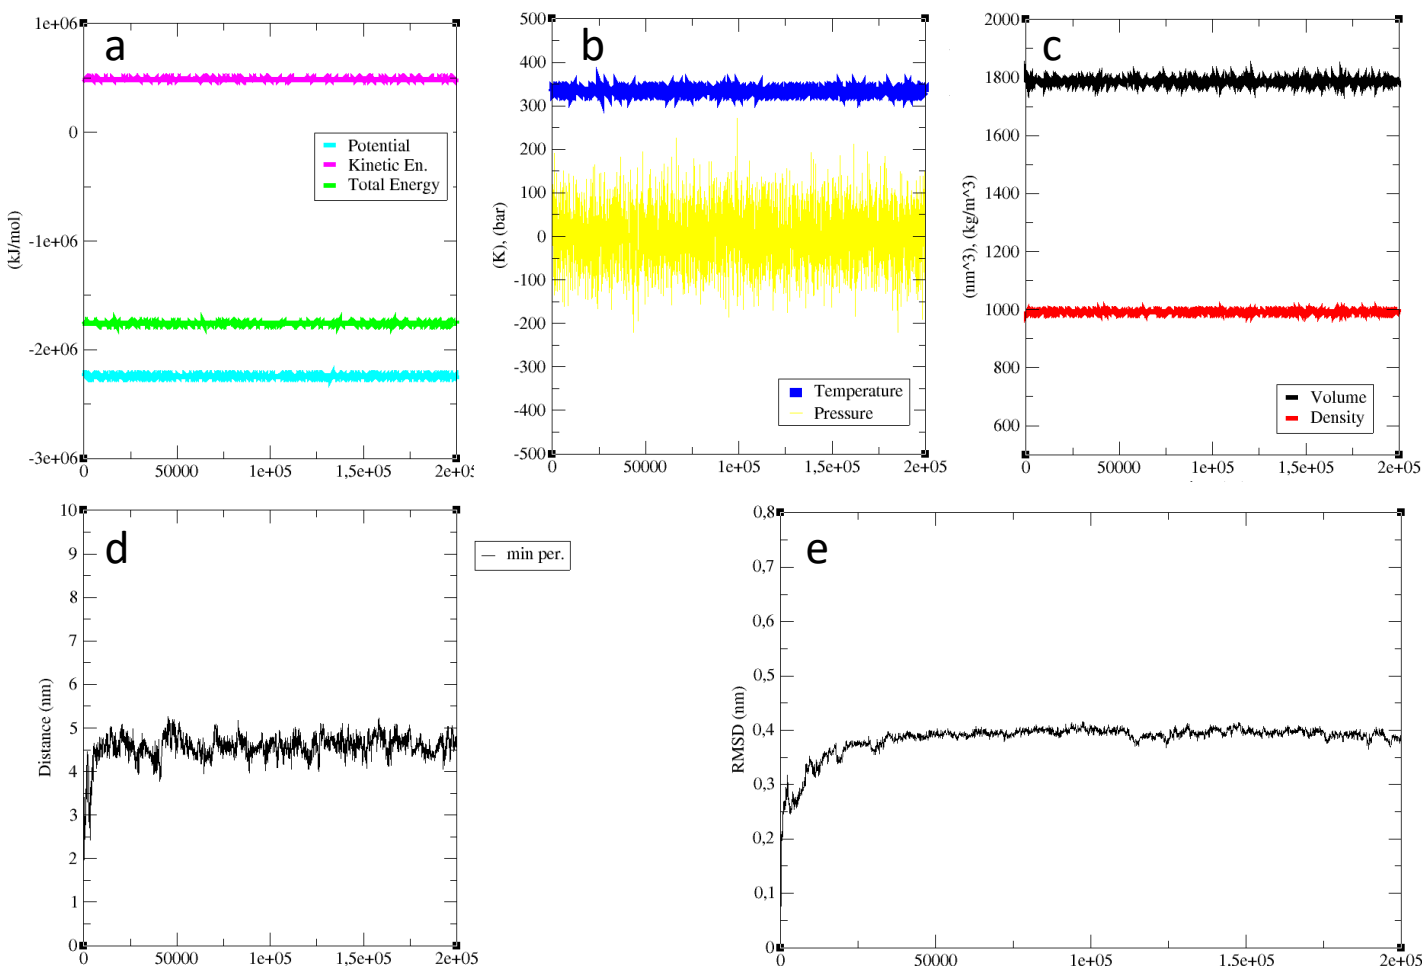 a
1e+06
0
-1e+06
-2e+06
-3e+06
(kJ/mol)
Potential
Kinetic En.
Total Energy
0
50000
1e+05
1,5e+05
2e+05
b
500
400
300
200
100
0
-100
-200
-300
-400
-500
(K), (bar)
Temperature
Pressure
0
50000
1e+05
1,5e+05
2e+05
c
2000
1800
1600
1400
1200
1000
800
600
(nm^3), (kg/m^3)
Volume
Density
0
50000
1e+05
1,5e+05
2e+05
d
10
9
8
7
6
5
4
3
2
1
0
Distance (nm)
min per.
0
50000
1,5e+05
2e+05
e
0,8
0,7
0,6
0,5
0,4
0,3
0,2
0,1
0
RMSD (nm)
0
50000
1e+05
1,5e+05
2e+05